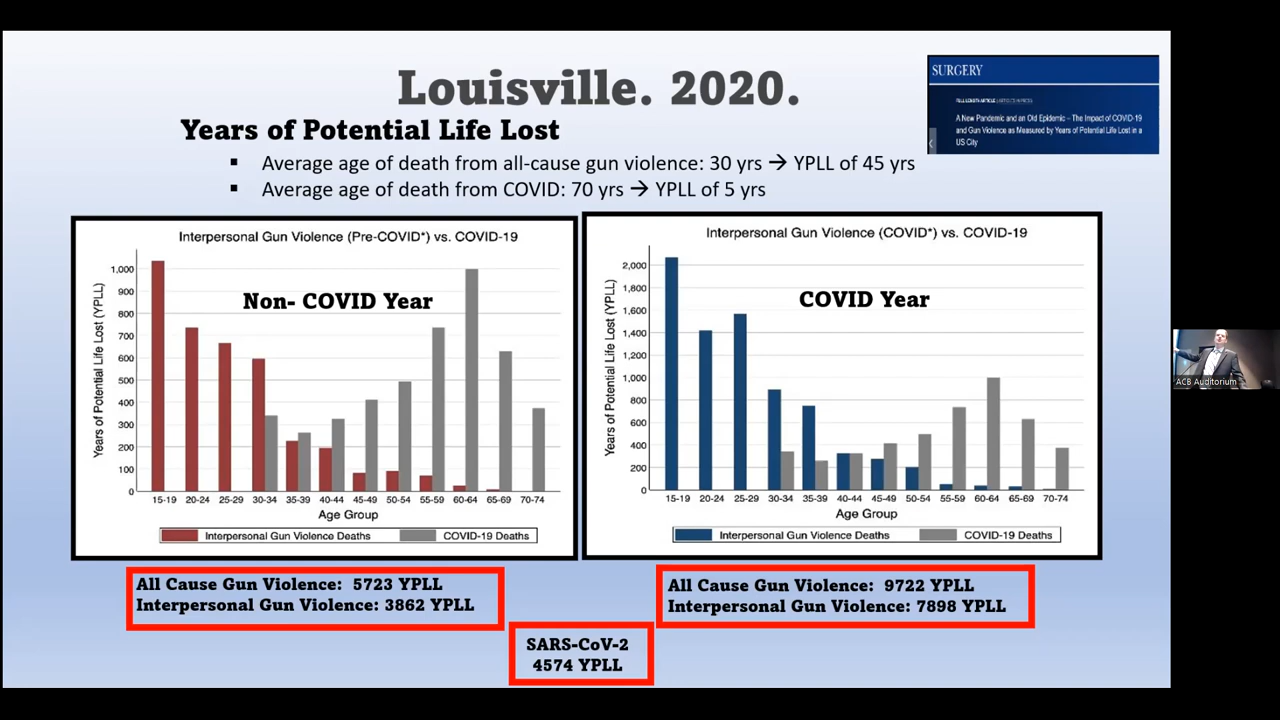 Louisville. 2020.
SURGERY
FULL LENGTH ARTICLE | ARTICLES IN PRESS
A New Pandemic and an Old Epidemic – The Impact of COVID-19
and Gun Violence as Measured by Years of Potential Life Lost in a
US City
Years of Potential Life Lost
▪ Average age of death from all-cause gun violence: 30 yrs → YPLL of 45 yrs
▪ Average age of death from COVID: 70 yrs → YPLL of 5 yrs
Interpersonal Gun Violence (Pre-COVID*) vs. COVID-19
Non- COVID Year
Years of Potential Life Lost (YPLL)
1,000
900
800
700
600
500
400
300
200
100
0
15-19 20-24 25-29 30-34 35-39 40-44 45-49 50-54 55-59 60-64 65-69 70-74
Age Group
Interpersonal Gun Violence Deaths COVID-19 Deaths
Interpersonal Gun Violence (COVID*) vs. COVID-19
COVID Year
Years of Potential Life Lost (YPLL)
2,000
1,800
1,600
1,400
1,200
1,000
800
600
400
200
0
15-19 20-24 25-29 30-34 35-39 40-44 45-49 50-54 55-59 60-64 65-69 70-74
Age Group
Interpersonal Gun Violence Deaths COVID-19 Deaths
ACB Auditorium
All Cause Gun Violence: 5723 YPLL
Interpersonal Gun Violence: 3862 YPLL
All Cause Gun Violence: 9722 YPLL
Interpersonal Gun Violence: 7898 YPLL
SARS-CoV-2
4574 YPLL